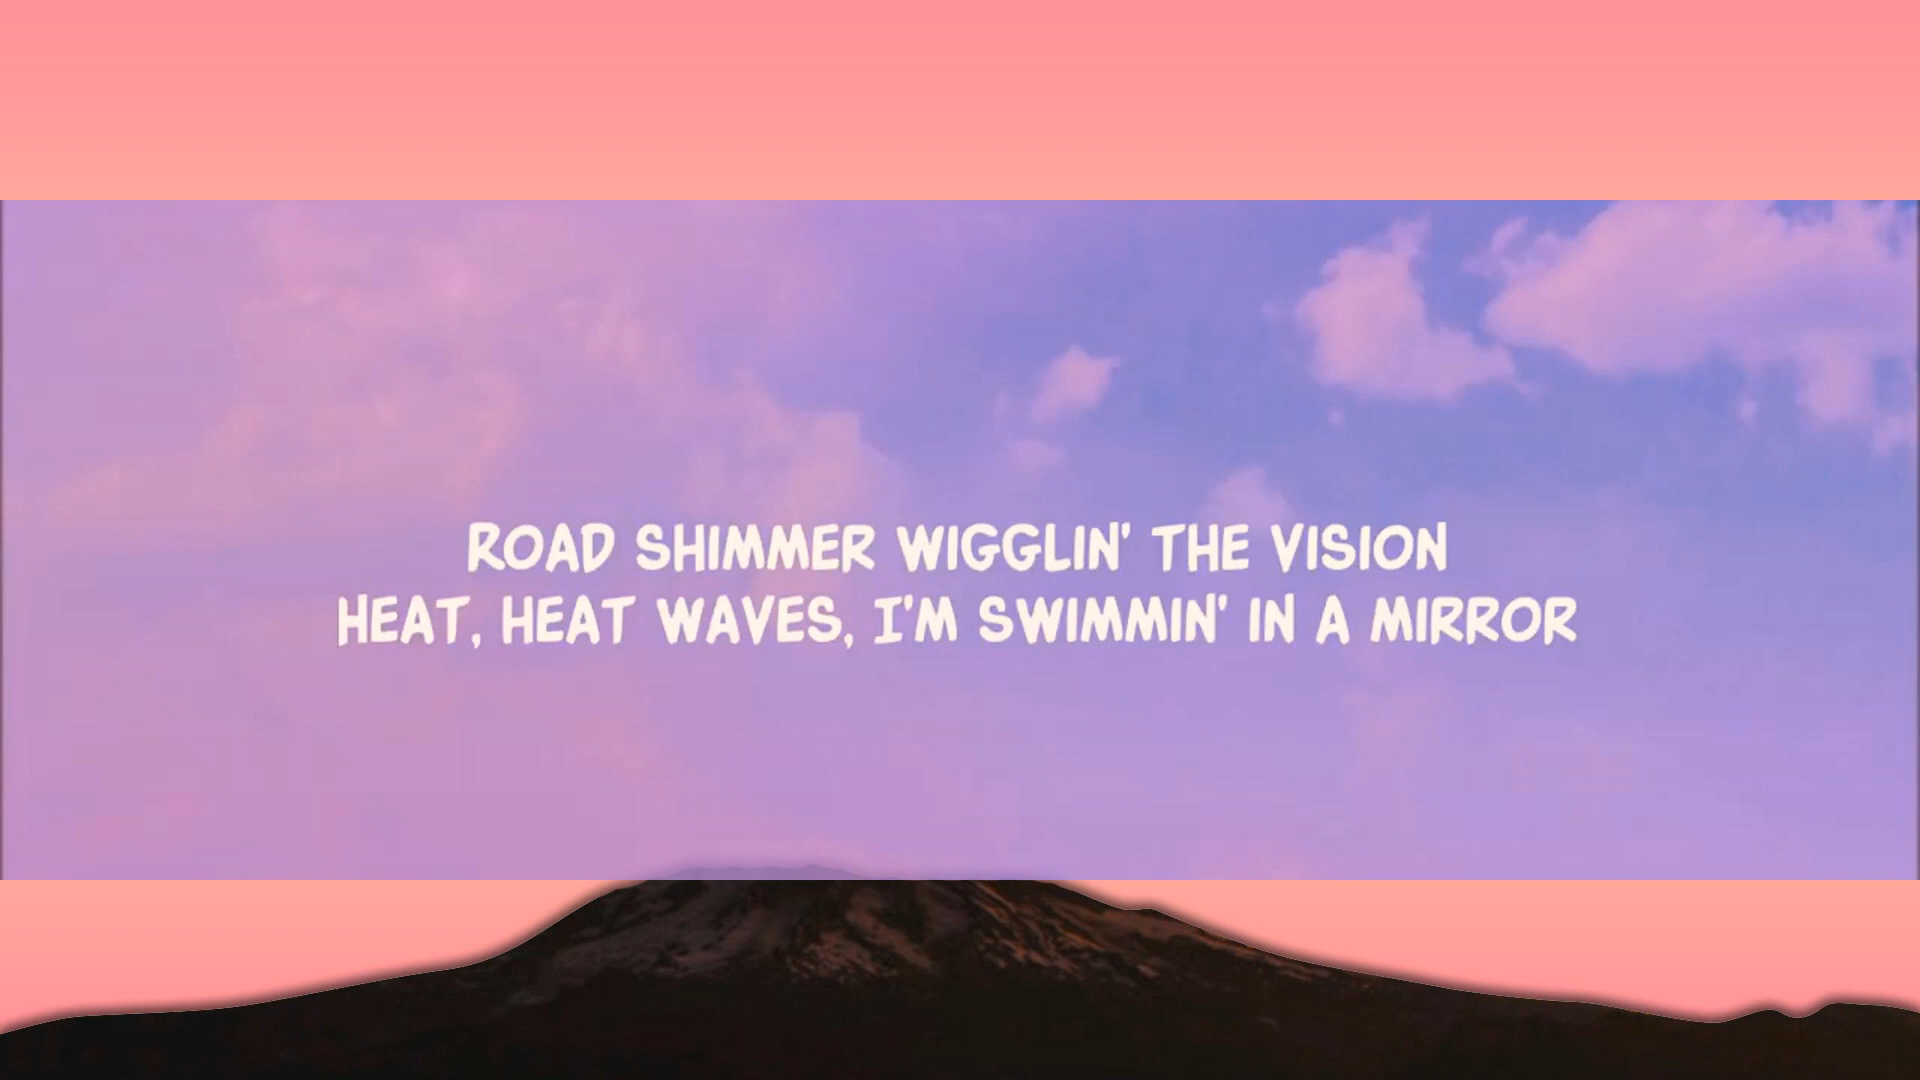 ROAD SHIMMER WIGGLIN' THE VISION
HEAT, HEAT WAVES, I'M SWIMMIN' IN A MIRROR